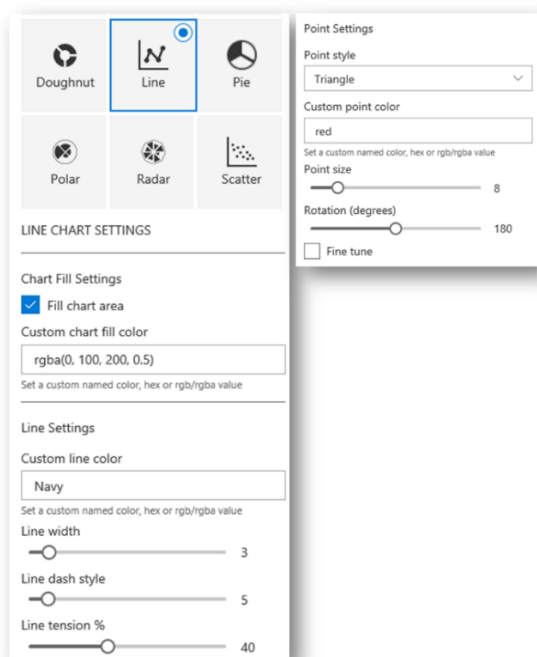 Doughnut
Line
Pie
Polar
Radar
Scatter
LINE CHART SETTINGS
Chart Fill Settings
Fill chart area
Custom chart fill color
rgba(0, 100, 200, 0.5)
Set a custom named color, hex or rgb/rgba value
Line Settings
Custom line color
Navy
Set a custom named color, hex or rgb/rgba value
Line width
3
Line dash style
5
Line tension %
40
Point Settings
Point style
Triangle
Custom point color
red
Set a custom named color, hex or rgb/rgba value
Point size
8
Rotation (degrees)
180
Fine tune